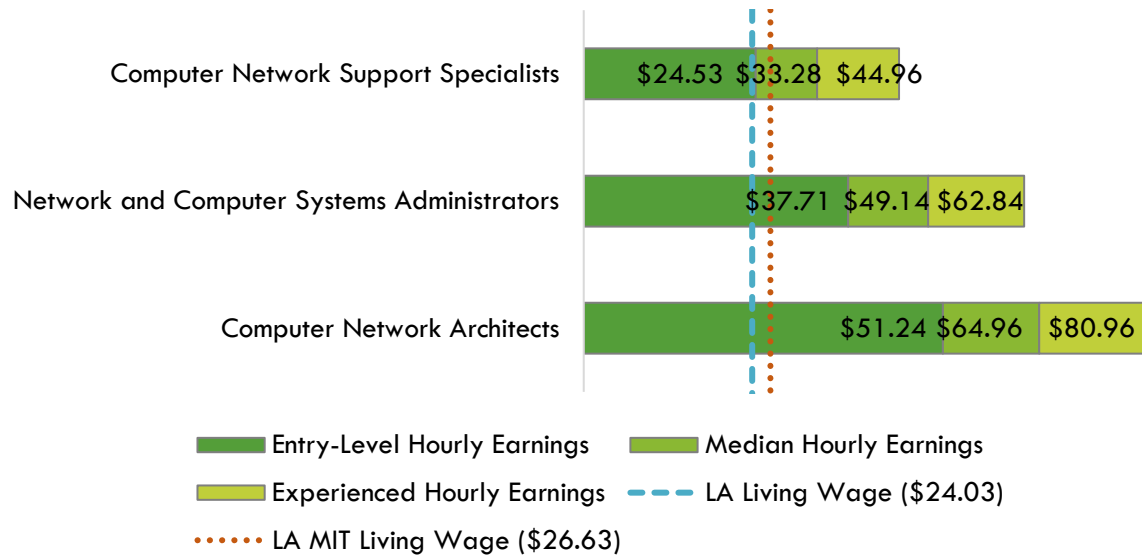 Computer Network Support Specialists $24.53 $33.28 $44.96
Network and Computer Systems Administrators $37.71 $49.14 $62.84
Computer Network Architects $51.24 $64.96 $80.96
Entry-Level Hourly Earnings Median Hourly Earnings
Experienced Hourly Earnings LA Living Wage ($24.03)
LA MIT Living Wage ($26.63)